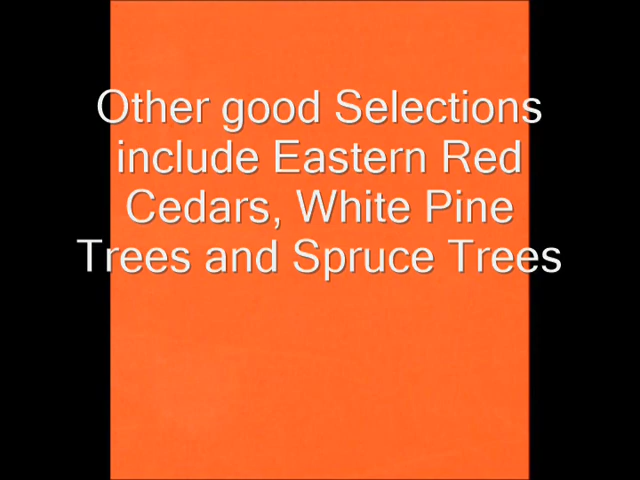 Other good Selections
include Eastern Red
Cedars, White Pine
Trees and Spruce Trees